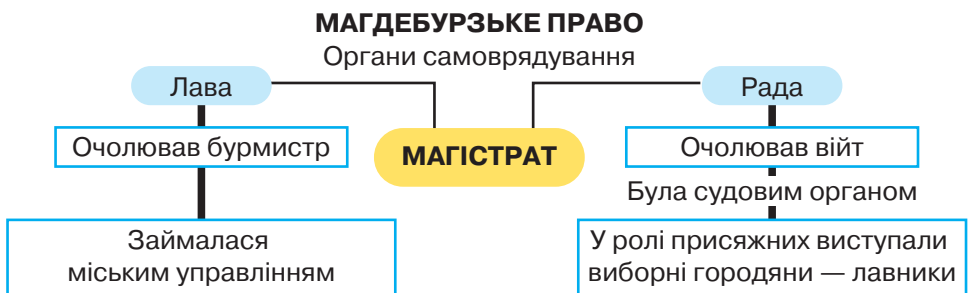 МАГДЕБУРЗЬКЕ ПРАВО
Органи самоврядування
Лава
Рада
Очолював бурмистр
МАГІСТРАТ
Очолював війт
Була судовим органом
Займалася
міським управлінням
У ролі присяжних виступали
виборні городяни — лавники